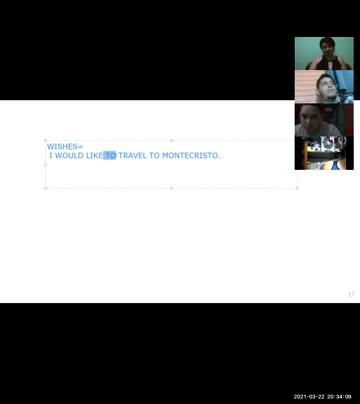 WISHES=
I WOULD LIKE TO TRAVEL TO MONTECRISTO.
2021-03-22 20:34:09